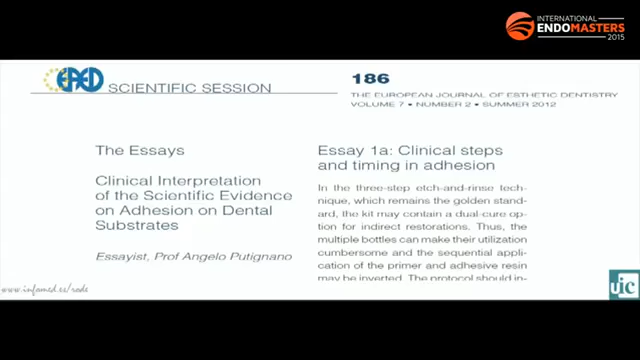 INTERNATIONAL
ENDOMASTERS
2015
EAED SCIENTIFIC SESSION
186
THE EUROPEAN JOURNAL OF ESTHETIC DENTISTRY
VOLUME 7 • NUMBER 2 • SUMMER 2012
The Essays
Clinical Interpretation
of the Scientific Evidence
on Adhesion on Dental
Substrates
Essayist, Prof Angelo Putignano
Essay 1a: Clinical steps
and timing in adhesion
In the three-step etch-and-rinse tech-
nique, which remains the golden stand-
ard, the kit may contain a dual-cure op-
tion for indirect restorations. Thus, the
multiple bottles can make their utilization
cumbersome and the sequential appli-
cation of the primer and adhesive resin
may be inverted. The protocol should in-
www.infomed.es/rode
uic